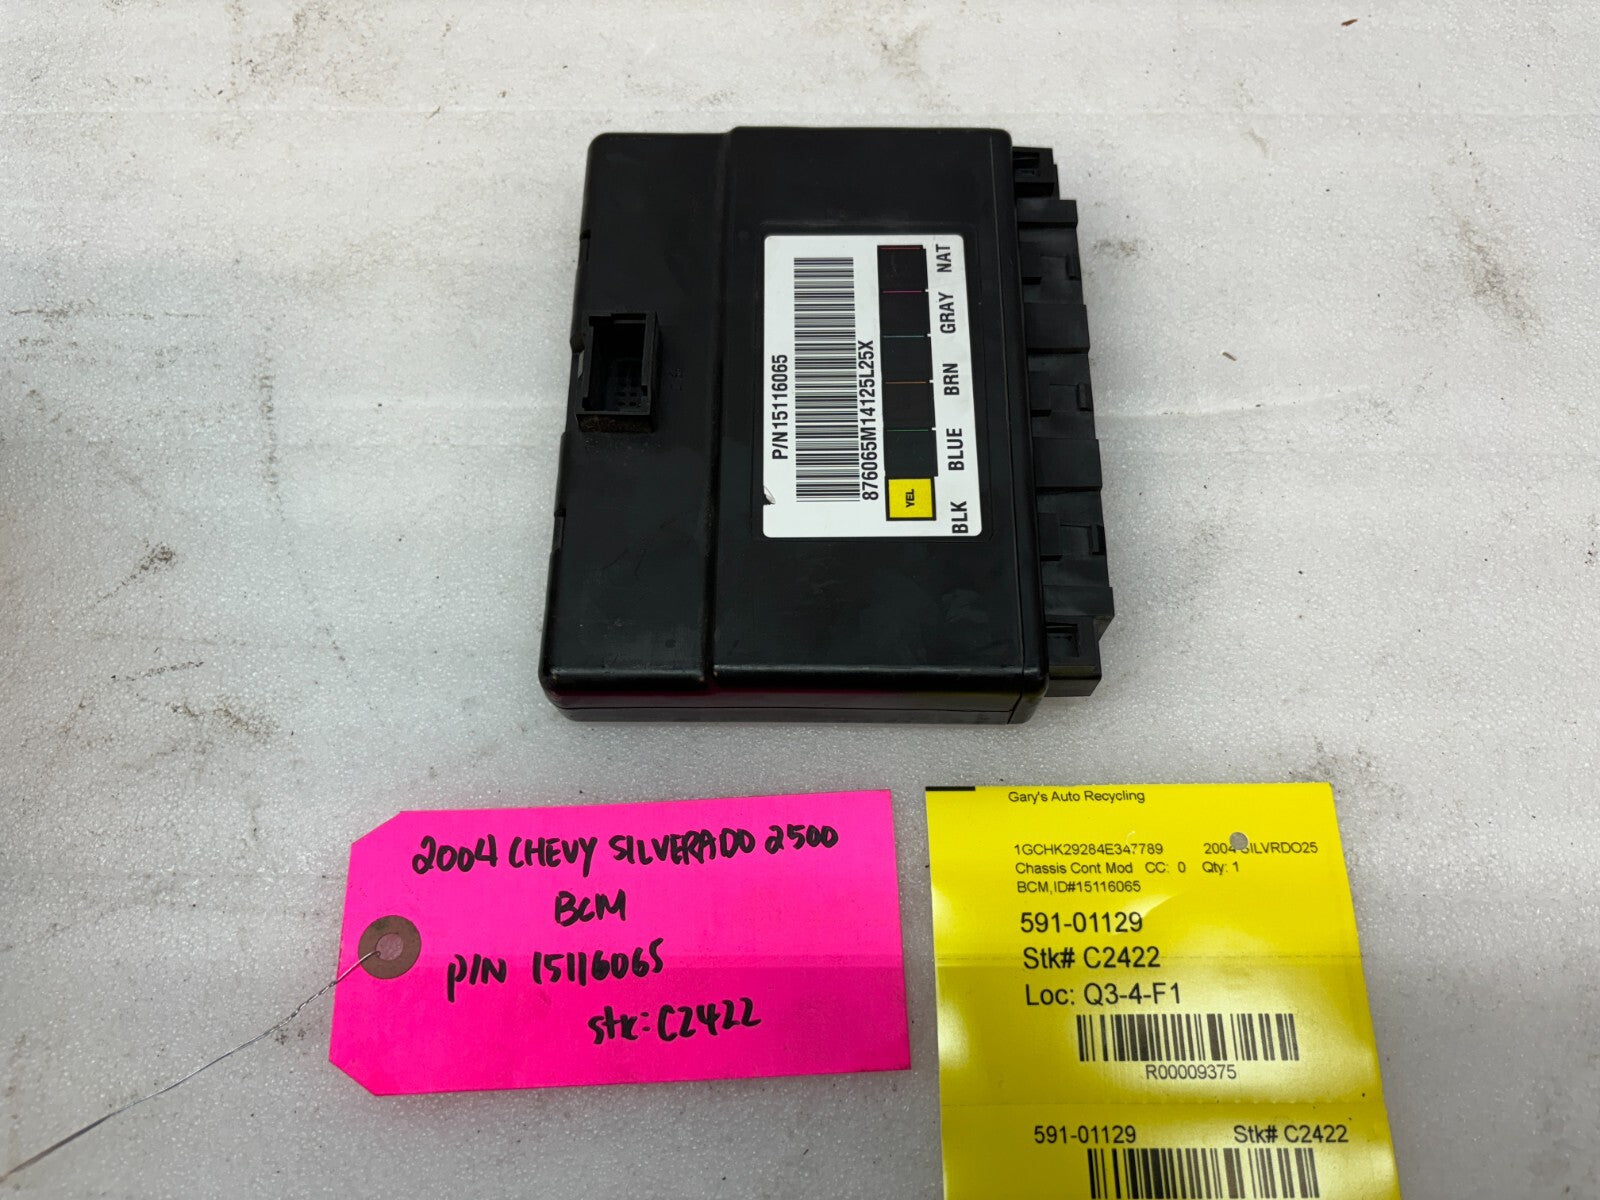 P/N15116065
876065M14125L25X
YEL
BLK BLUE BRN GRAY NAT
2004 CHEVY SILVERADO 2500
BCM
P/N 15116065
stk: C2422
Gary's Auto Recycling
1GCHK29284E347789 2004 SILVRDO25
Chassis Cont Mod CC: 0 Qty: 1
BCM,ID#15116065
591-01129
Stk# C2422
Loc: Q3-4-F1
R00009375
591-01129 Stk# C2422